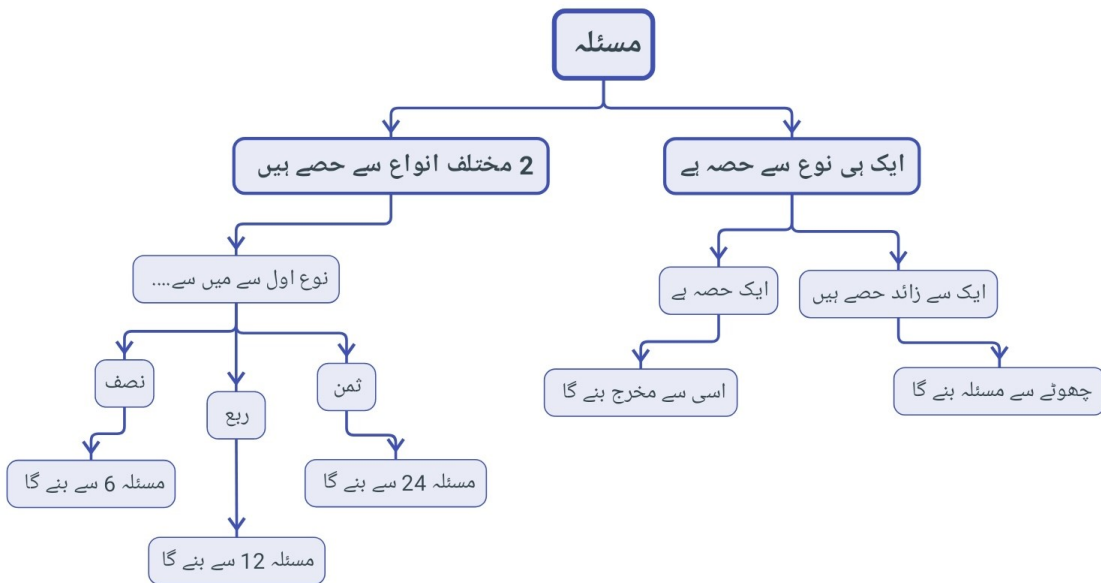 مسئلہ
ایک ہی نوع سے حصہ ہے
2 مختلف انواع سے حصے ہیں
ایک سے زائد حصے ہیں
ایک حصہ ہے
نوع اول سے میں سے....
چھوٹے سے مسئلہ بنے گا
اسی سے مخرج بنے گا
ثمن
ربع
نصف
مسئلہ 24 سے بنے گا
مسئلہ 12 سے بنے گا
مسئلہ 6 سے بنے گا